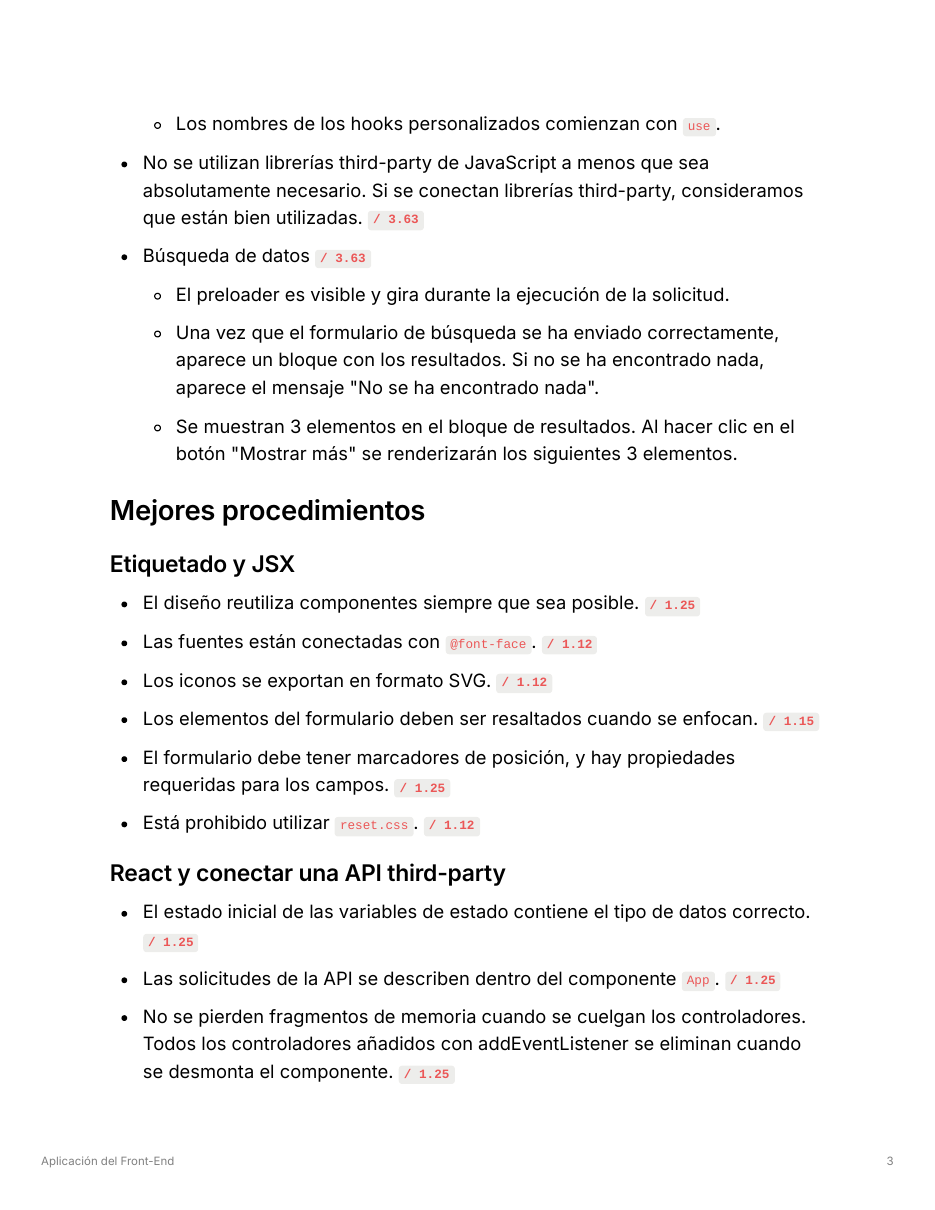 Los nombres de los hooks personalizados comienzan con use.
No se utilizan librerías third-party de JavaScript a menos que sea
absolutamente necesario. Si se conectan librerías third-party, consideramos
que están bien utilizadas. / 3.63
Búsqueda de datos / 3.63
El preloader es visible y gira durante la ejecución de la solicitud.
Una vez que el formulario de búsqueda se ha enviado correctamente,
aparece un bloque con los resultados. Si no se ha encontrado nada,
aparece el mensaje "No se ha encontrado nada".
Se muestran 3 elementos en el bloque de resultados. Al hacer clic en el
botón "Mostrar más" se renderizarán los siguientes 3 elementos.
Mejores procedimientos
Etiquetado y JSX
El diseño reutiliza componentes siempre que sea posible. / 1.25
Las fuentes están conectadas con @font-face. / 1.12
Los iconos se exportan en formato SVG. / 1.12
Los elementos del formulario deben ser resaltados cuando se enfocan. / 1.15
El formulario debe tener marcadores de posición, y hay propiedades
requeridas para los campos. / 1.25
Está prohibido utilizar reset.css. / 1.12
React y conectar una API third-party
El estado inicial de las variables de estado contiene el tipo de datos correcto.
/ 1.25
Las solicitudes de la API se describen dentro del componente App. / 1.25
No se pierden fragmentos de memoria cuando se cuelgan los controladores.
Todos los controladores añadidos con addEventListener se eliminan cuando
se desmonta el componente. / 1.25
Aplicación del Front-End 3